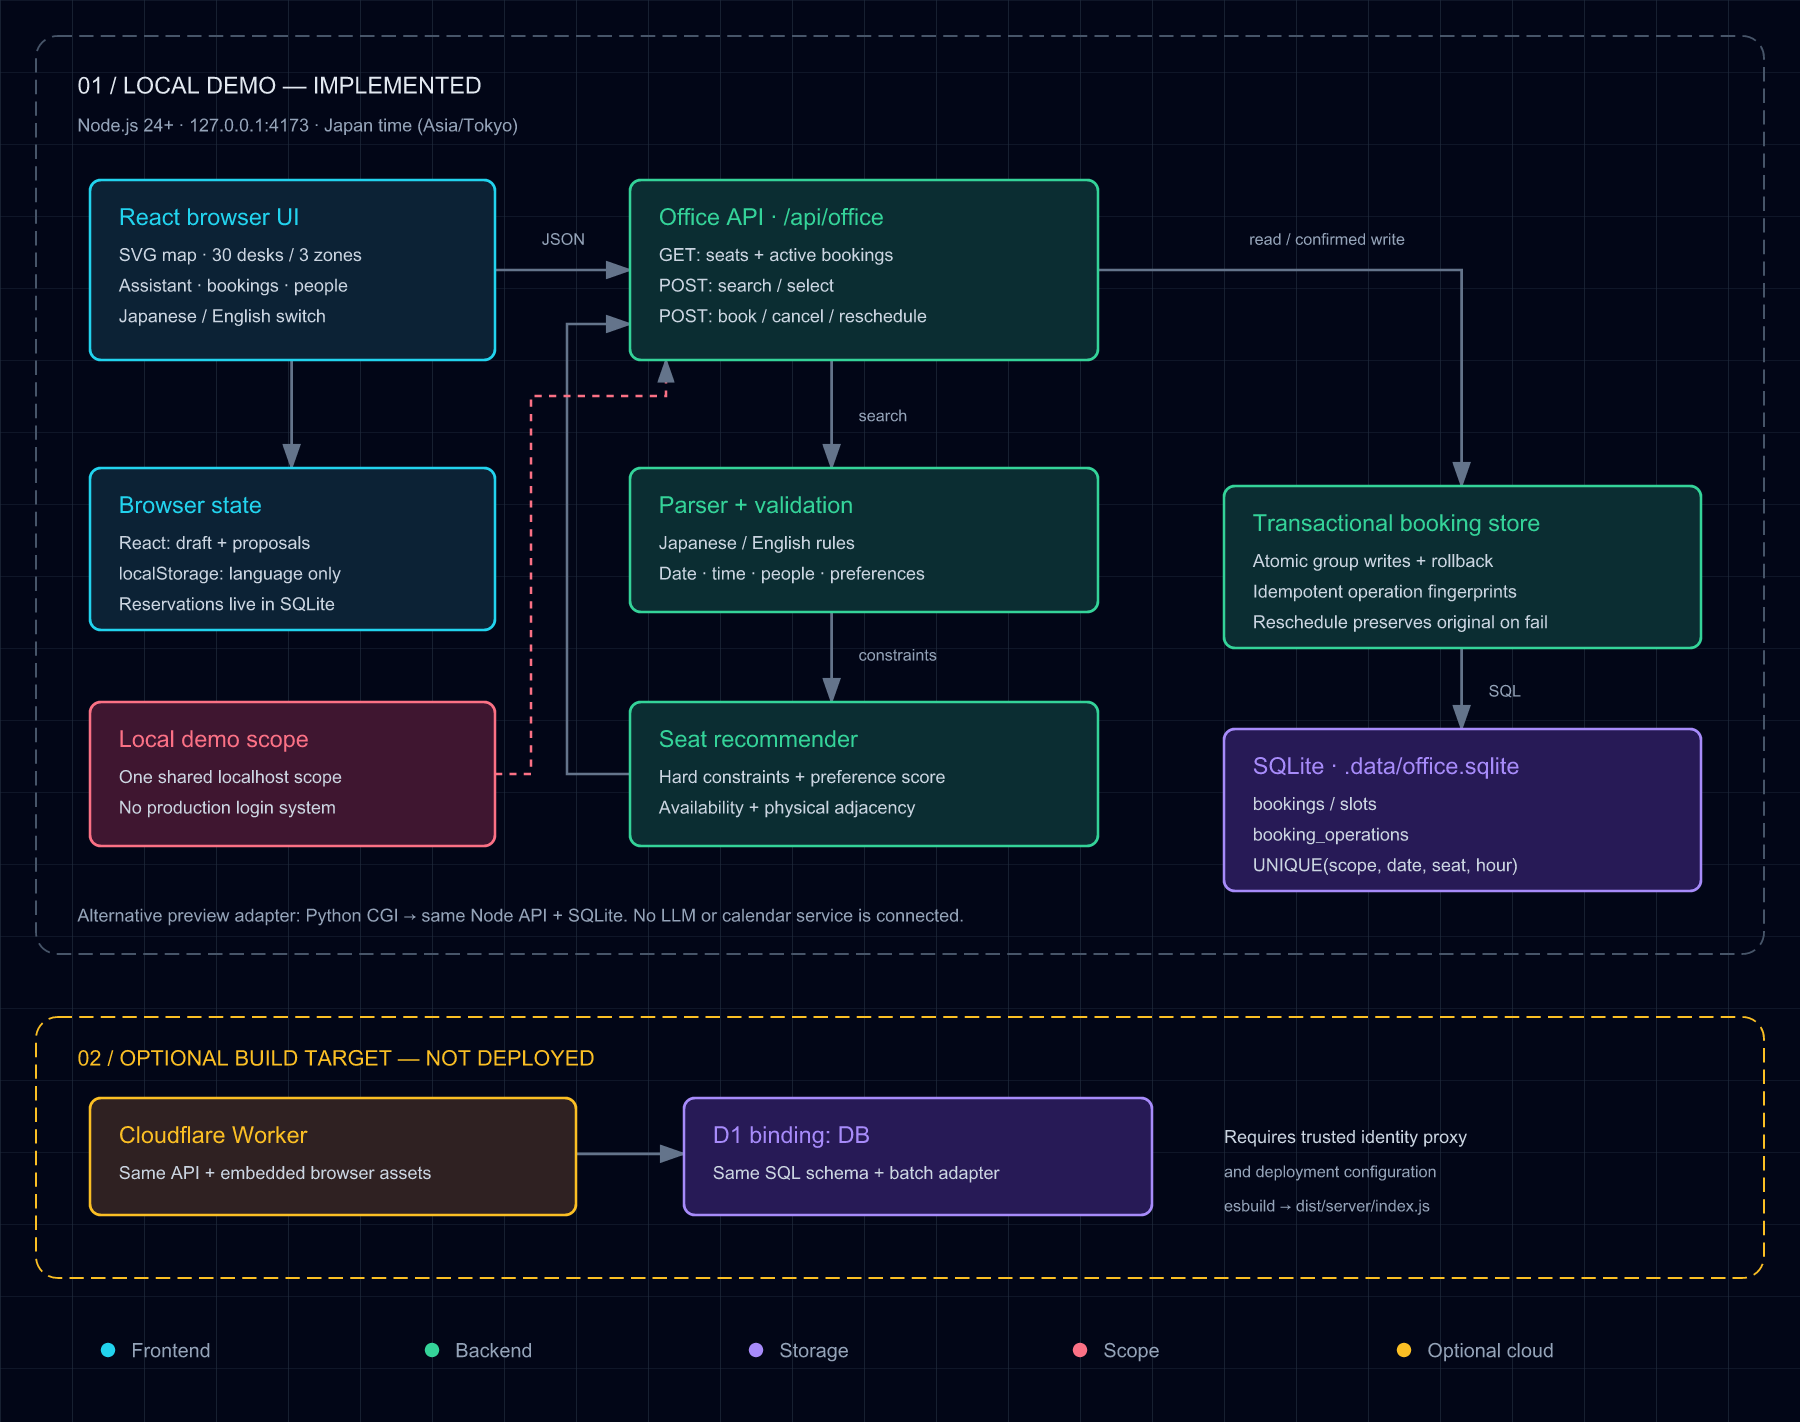 01 / LOCAL DEMO — IMPLEMENTED
Node.js 24+ · 127.0.0.1:4173 · Japan time (Asia/Tokyo)
React browser UI
SVG map · 30 desks / 3 zones
Assistant · bookings · people
Japanese / English switch
JSON
Office API · /api/office
GET: seats + active bookings
POST: search / select
POST: book / cancel / reschedule
read / confirmed write
search
Browser state
React: draft + proposals
localStorage: language only
Reservations live in SQLite
Parser + validation
Japanese / English rules
Date · time · people · preferences
Transactional booking store
Atomic group writes + rollback
Idempotent operation fingerprints
Reschedule preserves original on fail
constraints
SQL
Local demo scope
One shared localhost scope
No production login system
Seat recommender
Hard constraints + preference score
Availability + physical adjacency
SQLite · .data/office.sqlite
bookings / slots
booking_operations
UNIQUE(scope, date, seat, hour)
Alternative preview adapter: Python CGI → same Node API + SQLite. No LLM or calendar service is connected.
02 / OPTIONAL BUILD TARGET — NOT DEPLOYED
Cloudflare Worker
Same API + embedded browser assets
D1 binding: DB
Same SQL schema + batch adapter
Requires trusted identity proxy
and deployment configuration
esbuild → dist/server/index.js
Frontend
Backend
Storage
Scope
Optional cloud